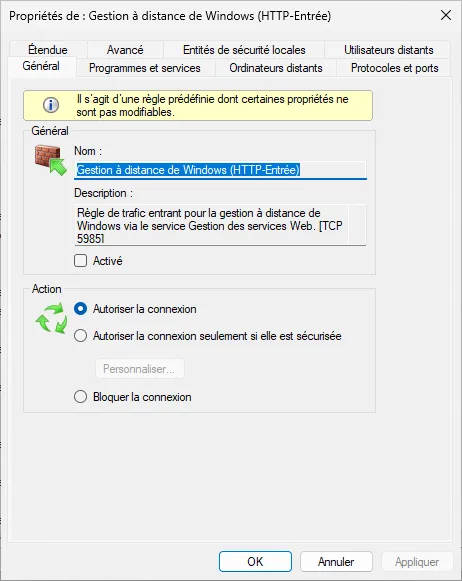 Propriétés de : Gestion à distance de Windows (HTTP-Entrée)
Étendue
Avancé
Entités de sécurité locales
Utilisateurs distants
Général
Programmes et services
Ordinateurs distants
Protocoles et ports
Il s'agit d'une règle prédéfinie dont certaines propriétés ne
sont pas modifiables.
Général
Nom :
Gestion à distance de Windows (HTTP-Entrée)
Description :
Règle de trafic entrant pour la gestion à distance de
Windows via le service Gestion des services Web. [TCP
5985]
Activé
Action
Autoriser la connexion
Autoriser la connexion seulement si elle est sécurisée
Personnaliser...
Bloquer la connexion
OK
Annuler
Appliquer